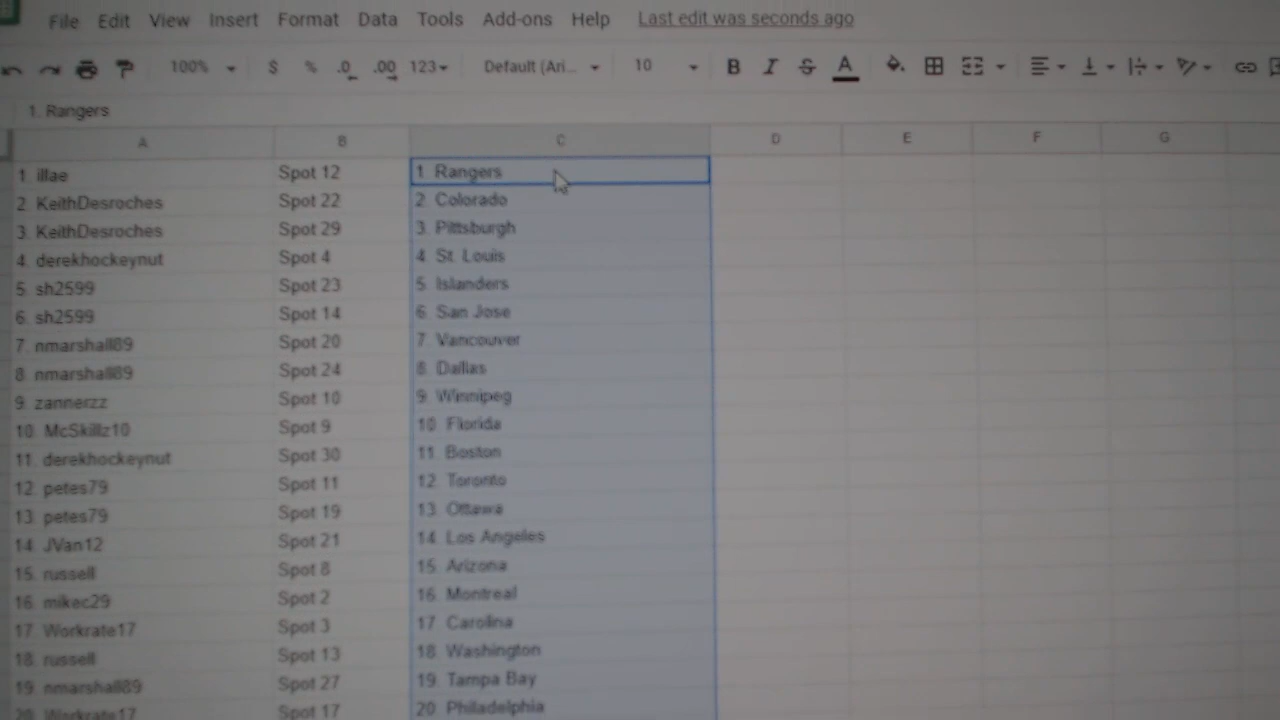 File Edit View Insert Format Data Tools Add-ons Help Last edit was seconds ago
100% $ % .0 .00 123 Default (Ari... 10 B I S A
1. Rangers
A B C D E F G
1. illae Spot 12 1. Rangers
2. KeithDesroches Spot 22 2. Colorado
3. KeithDesroches Spot 29 3. Pittsburgh
4. derekhockeynut Spot 4 4. St. Louis
5. sh2599 Spot 23 5. Islanders
6. sh2599 Spot 14 6. San Jose
7. nmarshall89 Spot 20 7. Vancouver
8. nmarshall89 Spot 24 8. Dallas
9. zannerzz Spot 10 9. Winnipeg
10. McSkillz10 Spot 9 10. Florida
11. derekhockeynut Spot 30 11. Boston
12. petes79 Spot 11 12. Toronto
13. petes79 Spot 19 13. Ottawa
14. JVan12 Spot 21 14. Los Angeles
15. russell Spot 8 15. Arizona
16. mikec29 Spot 2 16. Montreal
17. Workrate17 Spot 3 17. Carolina
18. russell Spot 13 18. Washington
19. nmarshall89 Spot 27 19. Tampa Bay
20. Workrate17 Spot 17 20. Philadelphia